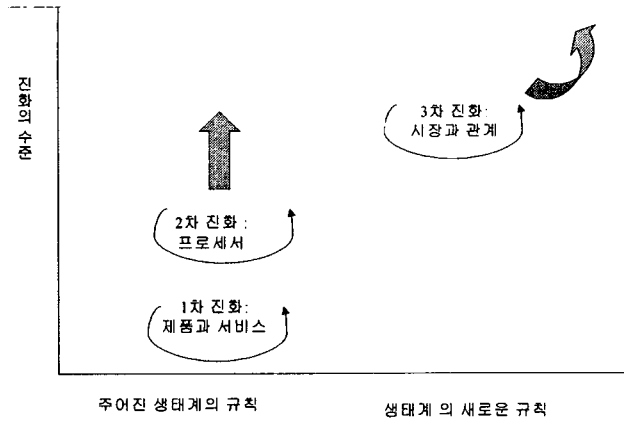 진화의 수준
3차 진화:
시장과 관계
2차 진화 :
프로세서
1차 진화:
제품과 서비스
주어진 생태계의 규칙
생태계 의 새로운 규칙